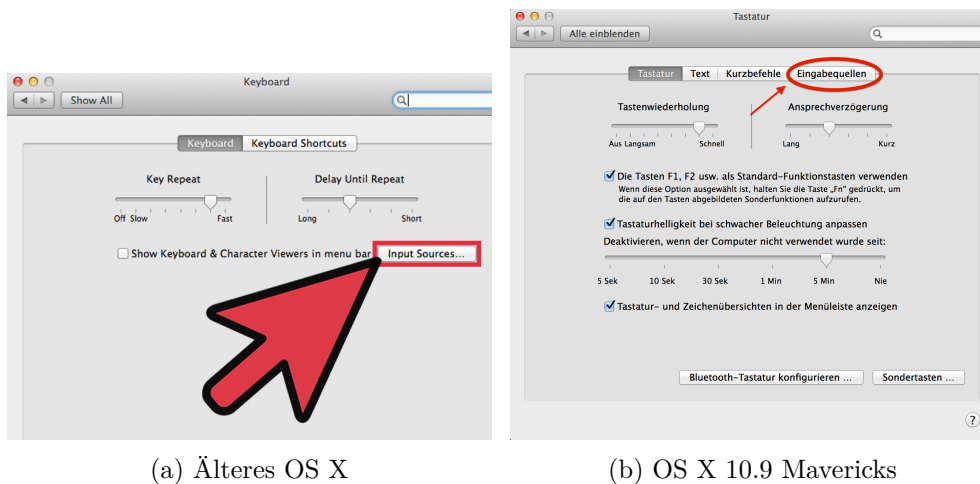 Keyboard
Show All
Keyboard Keyboard Shortcuts
Key Repeat Delay Until Repeat
Off Slow Fast Long Short
Show Keyboard & Character Viewers in menu bar Input Sources...
(a) Älteres OS X
Tastatur
Alle einblenden
Tastatur Text Kurzbefehle Eingabequellen
Tastenwiederholung Ansprechverzögerung
Aus Langsam Schnell Lang Kurz
Die Tasten F1, F2 usw. als Standard-Funktionstasten verwenden
Wenn diese Option ausgewählt ist, halten Sie die Taste „Fn" gedrückt, um
die auf den Tasten abgebildeten Sonderfunktionen aufzurufen.
Tastaturhelligkeit bei schwacher Beleuchtung anpassen
Deaktivieren, wenn der Computer nicht verwendet wurde seit:
5 Sek 10 Sek 30 Sek 1 Min 5 Min Nie
Tastatur- und Zeichenübersichten in der Menüleiste anzeigen
Bluetooth-Tastatur konfigurieren ... Sondertasten ...
?
(b) OS X 10.9 Mavericks